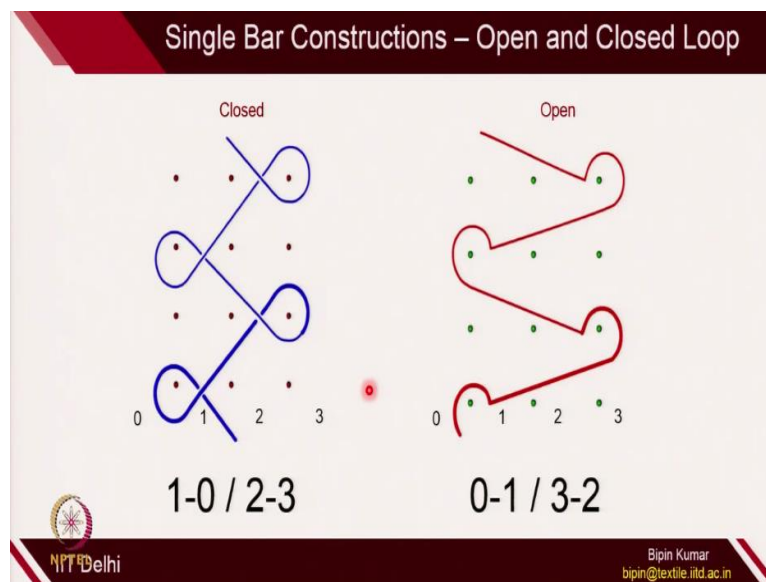 Single Bar Constructions – Open and Closed Loop
Closed
Open
0 1 2 3
0 1 2 3
1-0 / 2-3
0-1 / 3-2
NPTEL
IIT Delhi
Bipin Kumar
bipin@textile.iitd.ac.in